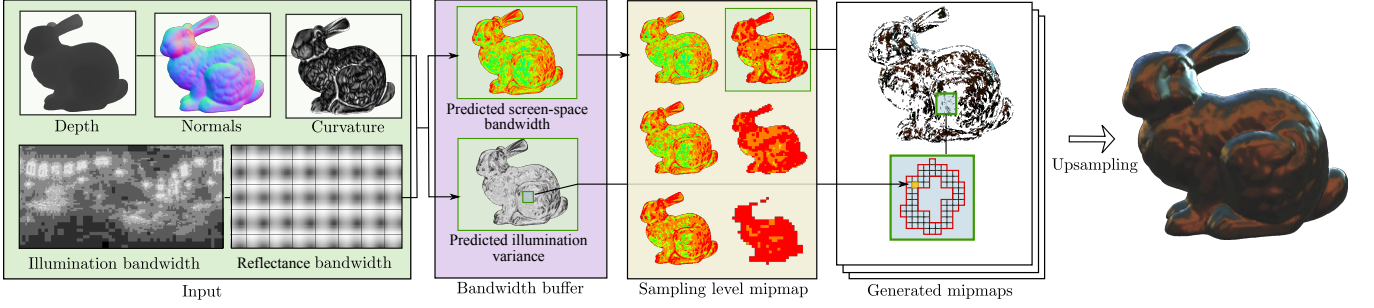 Depth
Normals
Curvature
Illumination bandwidth
Reflectance bandwidth
Input
Predicted screen-space
bandwidth
Predicted illumination
variance
Bandwidth buffer
Sampling level mipmap
Generated mipmaps
Upsampling